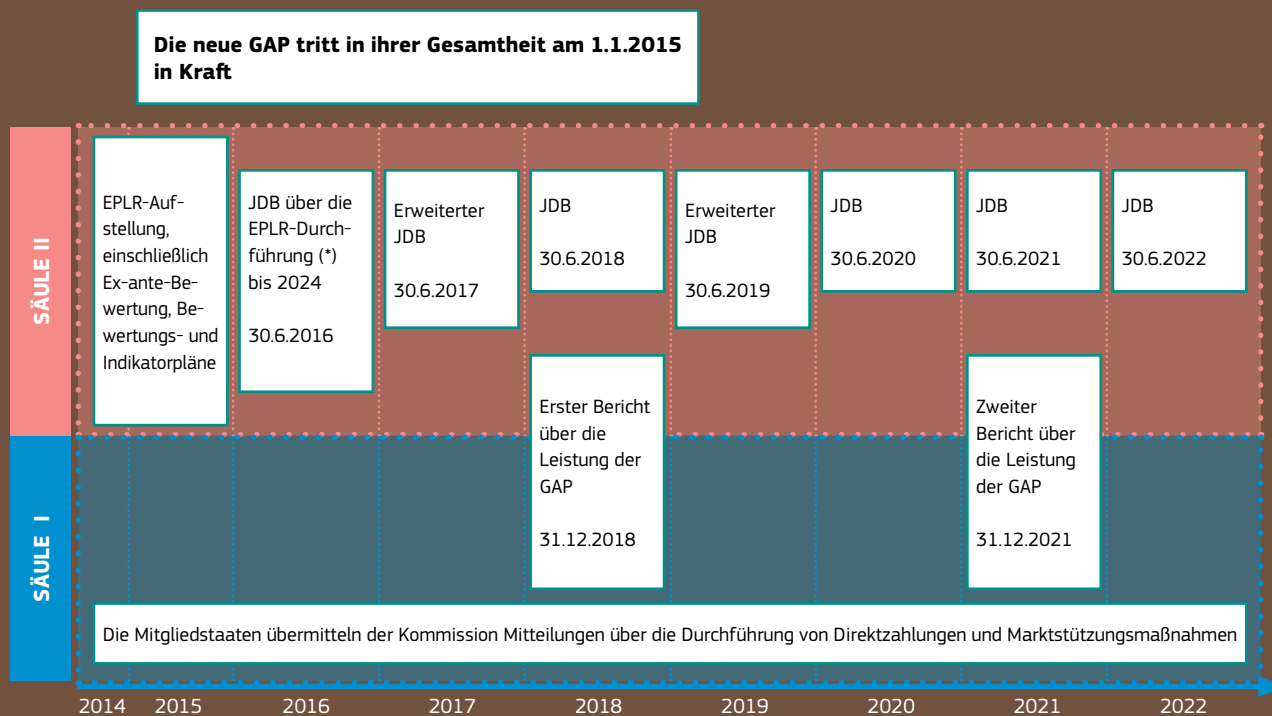 Die neue GAP tritt in ihrer Gesamtheit am 1.1.2015
in Kraft
SÄULE II
EPLR-Auf-
stellung,
einschließlich
Ex-ante-Be-
wertung, Be-
wertungs- und
Indikatorpläne
JDB über die
EPLR-Durch-
führung (*)
bis 2024
30.6.2016
Erweiterter
JDB
30.6.2017
JDB
30.6.2018
Erweiterter
JDB
30.6.2019
JDB
30.6.2020
JDB
30.6.2021
JDB
30.6.2022
Erster Bericht
über die
Leistung der
GAP
31.12.2018
Zweiter
Bericht über
die Leistung
der GAP
31.12.2021
SÄULE I
Die Mitgliedstaaten übermitteln der Kommission Mitteilungen über die Durchführung von Direktzahlungen und Marktstützungsmaßnahmen
2014 2015 2016 2017 2018 2019 2020 2021 2022